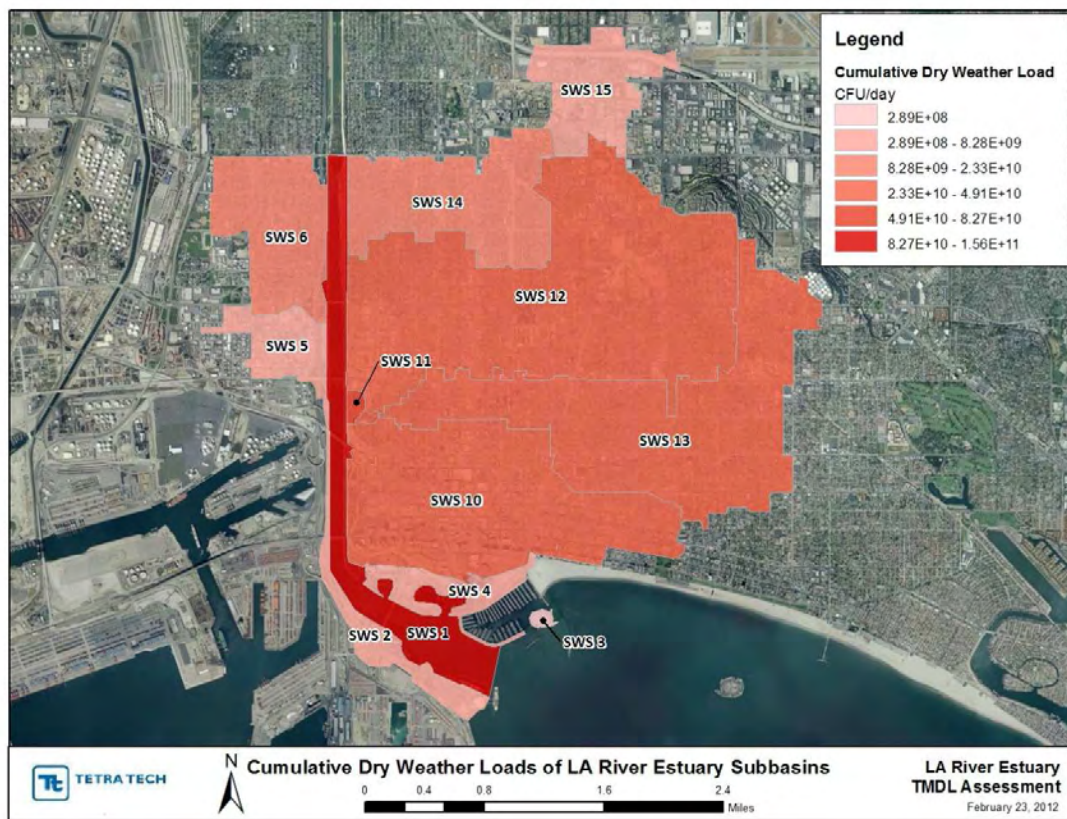 Legend
Cumulative Dry Weather Load
CFU/day
2.89E+08
2.89E+08 - 8.28E+09
8.28E+09 - 2.33E+10
2.33E+10 - 4.91E+10
4.91E+10 - 8.27E+10
8.27E+10 - 1.56E+11
SWS 15
SWS 14
SWS 6
SWS 12
SWS 5
SWS 11
SWS 13
SWS 10
SWS 4
SWS 2
SWS 1
SWS 3
Tt TETRA TECH
N
Cumulative Dry Weather Loads of LA River Estuary Subbasins
0 0.4 0.8 1.6 2.4
Miles
LA River Estuary
TMDL Assessment
February 23, 2012